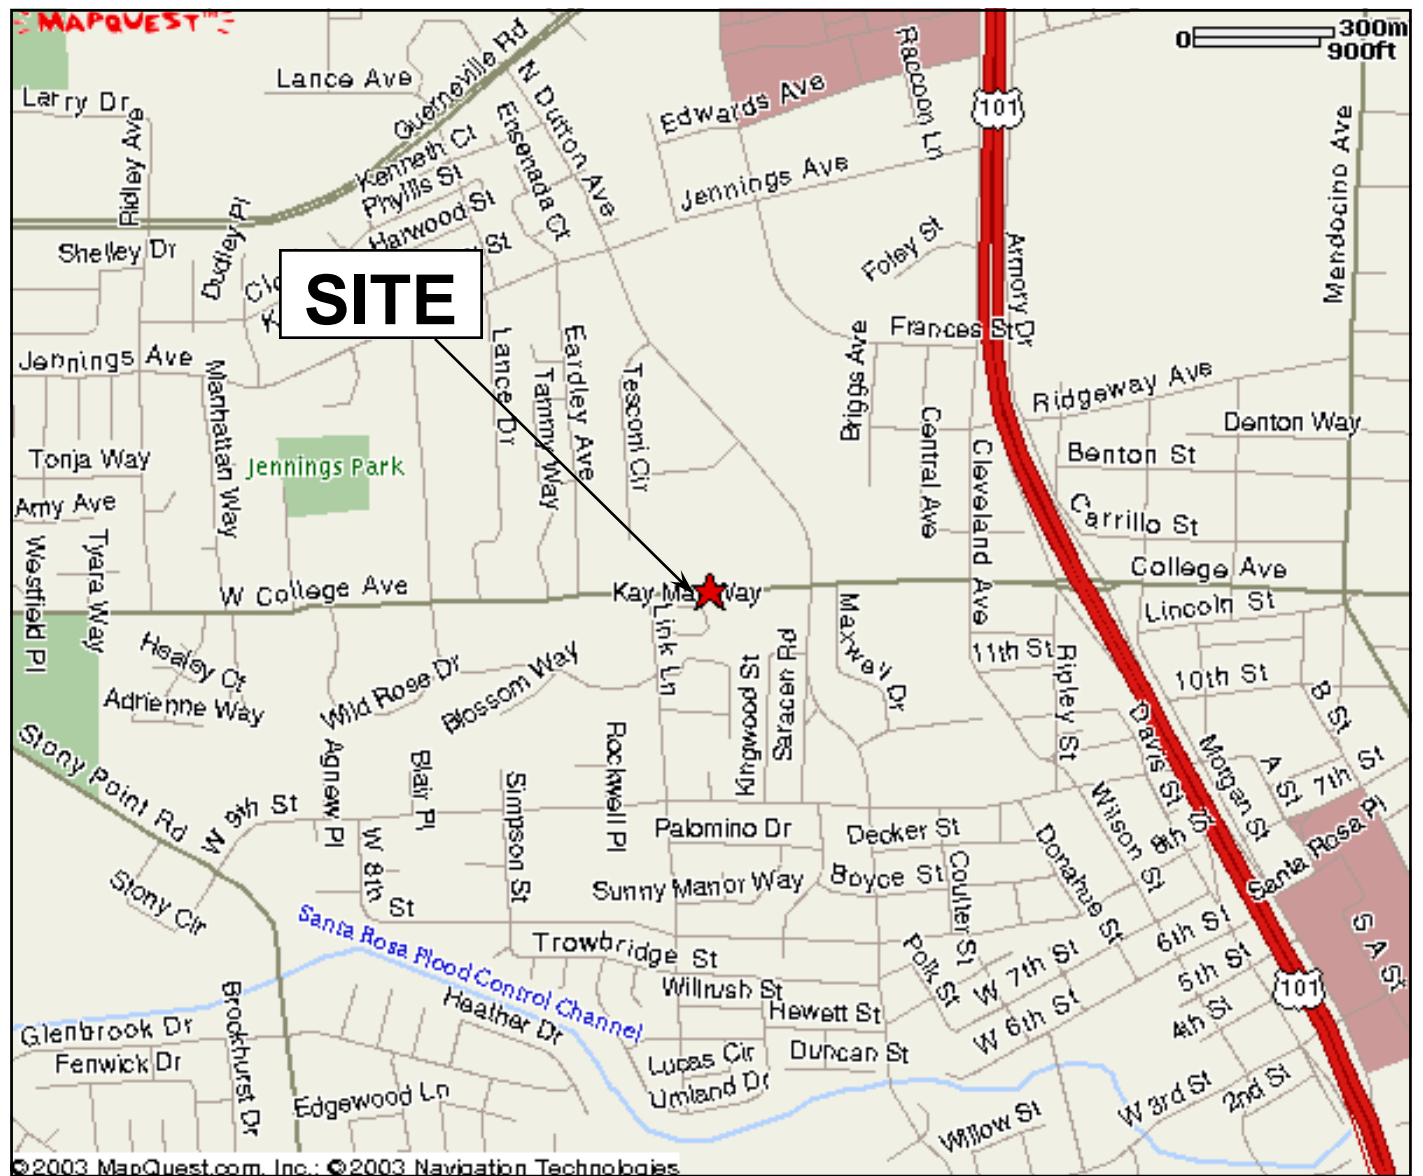 MAPQUEST™
0 300m
900ft
Lance Ave
Guerneville Rd
N Dutton Ave
Raccoon Ln
101
Larry Dr
Ridley Ave
Edwards Ave
Mendocino Ave
Kenneth Ct
Ensenada Ct
Phyllis St
Jennings Ave
Harwood St
St
Shelley Dr
Dudley Pl
Foley St
Armory Dr
SITE
Frances St
Jennings Ave
Manhattan Way
Lance Dr
Tammy Way
Eardley Ave
Tesconi Cir
Briggs Ave
Central Ave
Ridgeway Ave
Denton Way
Cleveland Ave
Benton St
Tonja Way
Jennings Park
Amy Ave
Carrillo St
Westfield Pl
Tyara Way
W College Ave
Kay Mar Way
College Ave
Lincoln St
Link Ln
Maxwell Dr
11th St
Ripley St
10th St
B St
Healey Ct
Adrienne Way
Wild Rose Dr
Blossom Way
Kingwood St
Saracen Rd
Davis St
Morgan St
A St
7th St
Stony Point Rd
Agnew Pl
Blair Pl
Simpson St
Rockwell Pl
W 9th St
Palomino Dr
Decker St
Wilson St
8th St
Santa Rosa Pl
W 8th St
Sunny Manor Way
Boyce St
Coulter St
Donahue St
Stony Cir
Santa Rosa Flood Control Channel
Trowbridge St
Polk St
W 7th St
6th St
5th St
S A St
101
Willrush St
Hewett St
W 6th St
4th St
Glenbrook Dr
Brookhurst Dr
Heather Dr
Fenwick Dr
Lucas Cir
Duncan St
Umland Dr
Edgewood Ln
Willow St
W 3rd St
2nd St
©2003 MapQuest.com, Inc.; ©2003 Navigation Technologies